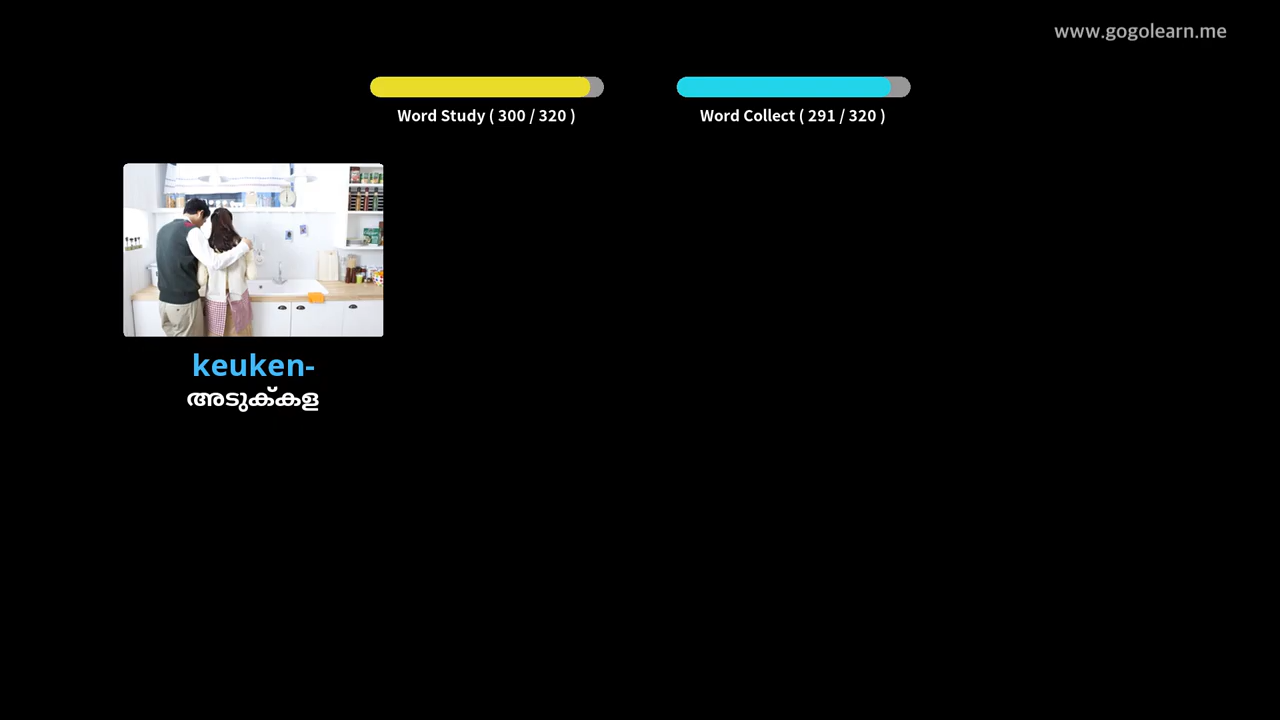 www.gogolearn.me
Word Study ( 300 / 320 )
Word Collect ( 291 / 320 )
keuken-
അടുക്കള